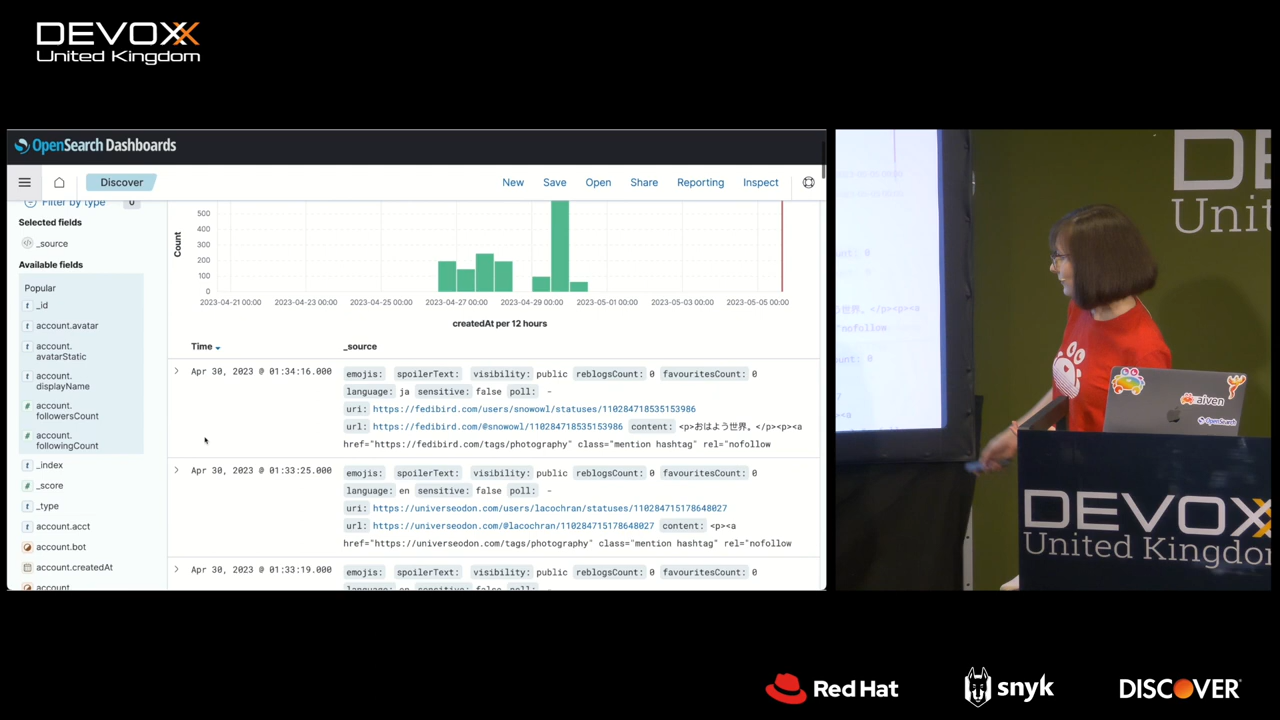 DEVOXX
United Kingdom
OpenSearch Dashboards
Discover
New Save Open Share Reporting Inspect
Filter by type 0
Selected fields
_source
Available fields
Popular
_id
account.avatar
account.
avatarStatic
account.
displayName
account.
followersCount
account.
followingCount
_index
_score
_type
account.acct
account.bot
account.createdAt
account.
Count
500
400
300
200
100
0
2023-04-21 00:00 2023-04-23 00:00 2023-04-25 00:00 2023-04-27 00:00 2023-04-29 00:00 2023-05-01 00:00 2023-05-03 00:00 2023-05-05 00:00
createdAt per 12 hours
Time _source
Apr 30, 2023 @ 01:34:16.000 emojis: spoilerText: visibility: public reblogsCount: 0 favouritesCount: 0
language: ja sensitive: false poll: -
uri: https://fedibird.com/users/snowowl/statuses/110284718535153986
url: https://fedibird.com/@snowowl/110284718535153986 content: <p>おはよう世界。</p><p><a
href="https://fedibird.com/tags/photography" class="mention hashtag" rel="nofollow
Apr 30, 2023 @ 01:33:25.000 emojis: spoilerText: visibility: public reblogsCount: 0 favouritesCount: 0
language: en sensitive: false poll: -
uri: https://universeodon.com/users/lacochran/statuses/110284715178648027
url: https://universeodon.com/@lacochran/110284715178648027 content: <p><a
href="https://universeodon.com/tags/photography" class="mention hashtag" rel="nofollow
Apr 30, 2023 @ 01:33:19.000 emojis: spoilerText: visibility: public reblogsCount: 0 favouritesCount: 0
language: en sensitive: false poll: -
DEVOX
United Kingdo
aiven
OpenSearch
Red Hat
snyk
DISCOVER